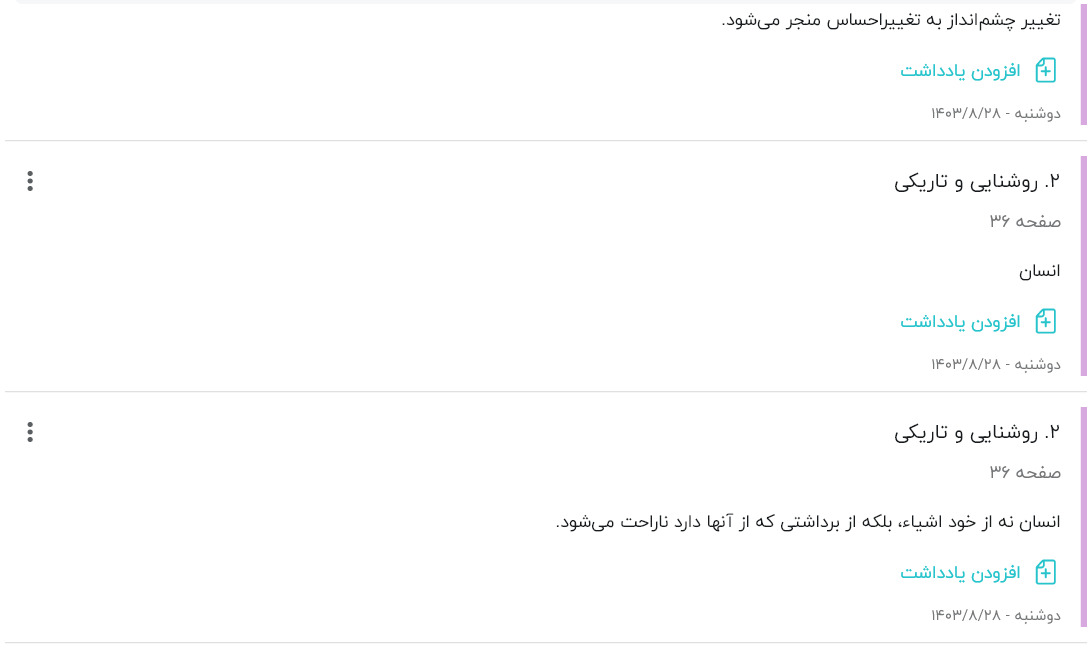 تغییر چشم‌انداز به تغییراحساس منجر می‌شود.
افزودن یادداشت
دوشنبه - ۱۴۰۳/۸/۲۸
۲. روشنایی و تاریکی
صفحه ۳۶
انسان
افزودن یادداشت
دوشنبه - ۱۴۰۳/۸/۲۸
۲. روشنایی و تاریکی
صفحه ۳۶
انسان نه از خود اشیاء، بلکه از برداشتی که از آنها دارد ناراحت می‌شود.
افزودن یادداشت
دوشنبه - ۱۴۰۳/۸/۲۸